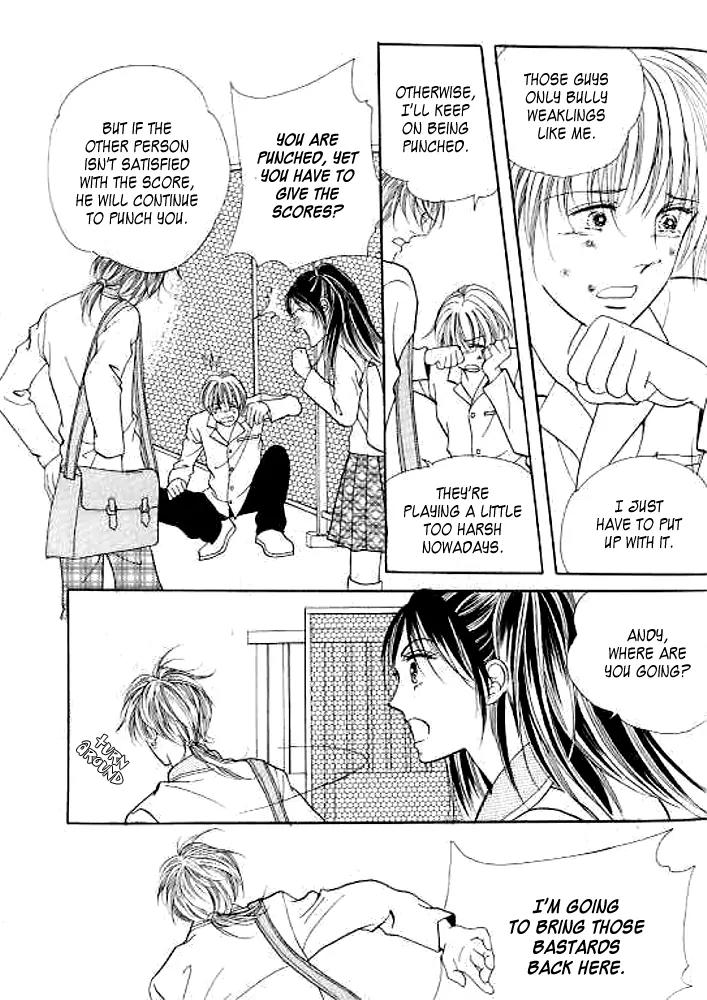 THOSE GUYS
ONLY BULLY
WEAKLINGS
LIKE ME.
I JUST
HAVE TO PUT
UP WITH IT.
OTHERWISE,
I'LL KEEP
ON BEING
PUNCHED.
THEY'RE
PLAYING A LITTLE
TOO HARSH
NOWADAYS.
YOU ARE
PUNCHED, YET
YOU HAVE TO
GIVE THE
SCORES?
BUT IF THE
OTHER PERSON
ISN'T SATISFIED
WITH THE SCORE,
HE WILL CONTINUE
TO PUNCH YOU.
ANDY,
WHERE ARE
YOU GOING?
TURN
AROUND
I'M GOING
TO BRING THOSE
BASTARDS
BACK HERE.